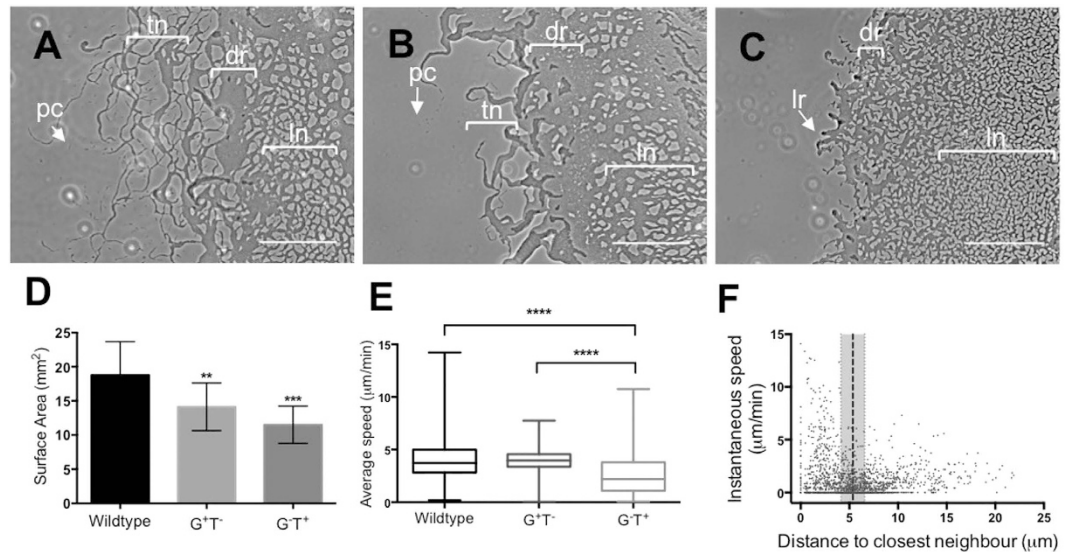 A
tn
dr
pc
ln
B
dr
pc
tn
ln
C
dr
lr
ln
D
Surface Area (mm²)
25
20
15
10
5
0
**
***
Wildtype
G⁺T⁻
G⁻T⁺
E
Average speed (μm/min)
15
10
5
0
****
****
Wildtype
G⁺T⁻
G⁻T⁺
F
Instantaneous speed
(μm/min)
15
10
5
0
0 5 10 15 20 25
Distance to closest neighbour (μm)